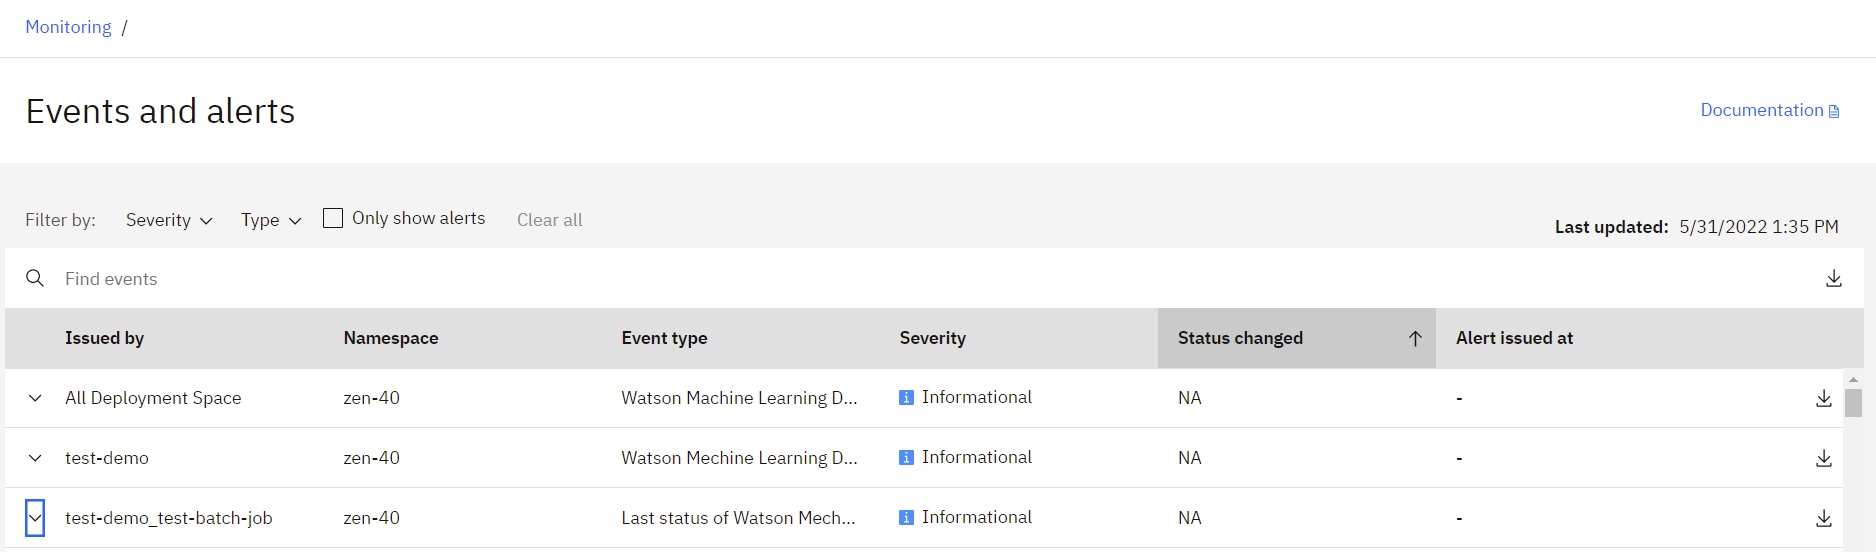 Monitoring /
Events and alerts
Documentation
Filter by: Severity Type Only show alerts Clear all
Last updated: 5/31/2022 1:35 PM
Find events
Issued by Namespace Event type Severity Status changed Alert issued at
All Deployment Space zen-40 Watson Machine Learning D... Informational NA -
test-demo zen-40 Watson Mechine Learning D... Informational NA -
test-demo_test-batch-job zen-40 Last status of Watson Mech... Informational NA -